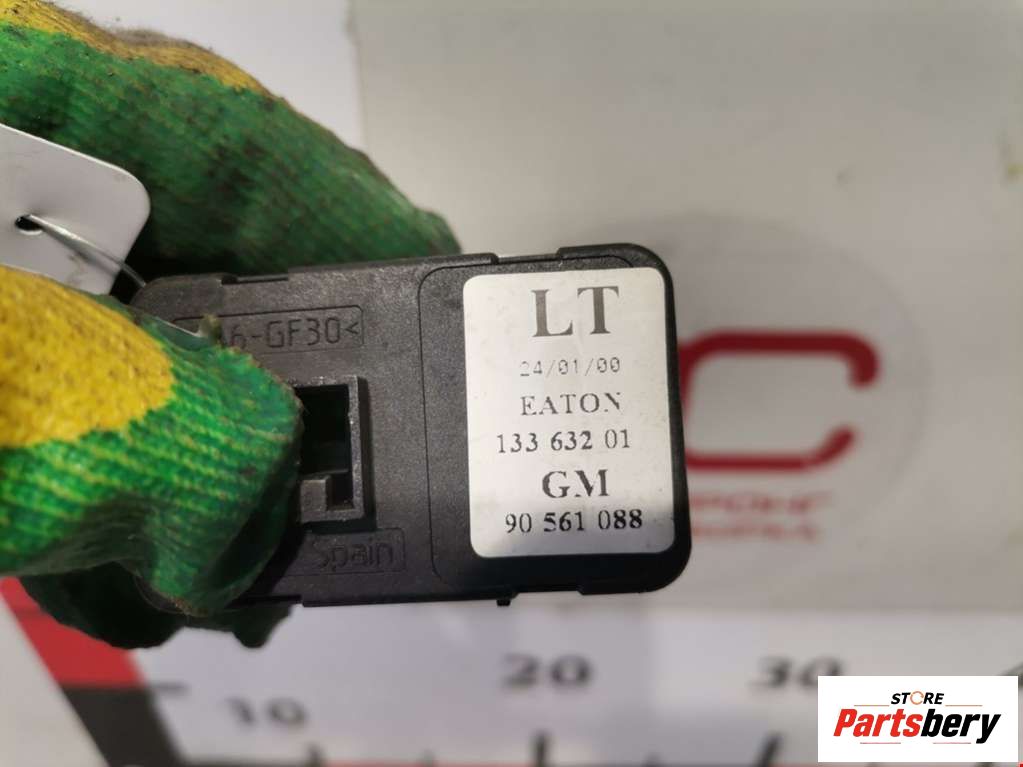 LT
24/01/00
EATON
133 632 01
GM
90 561 088
6-GF30<
Spain
C
10
20
30
STORE
Partsbery